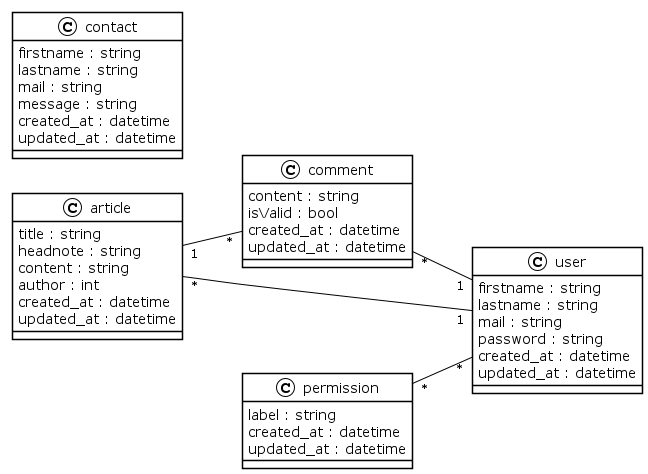 C contact
firstname : string
lastname : string
mail : string
message : string
created_at : datetime
updated_at : datetime
C article
title : string
headnote : string
content : string
author : int
created_at : datetime
updated_at : datetime
1
*
C comment
content : string
isValid : bool
created_at : datetime
updated_at : datetime
*
*
C user
firstname : string
lastname : string
mail : string
password : string
created_at : datetime
updated_at : datetime
1
1
*
C permission
label : string
created_at : datetime
updated_at : datetime
*